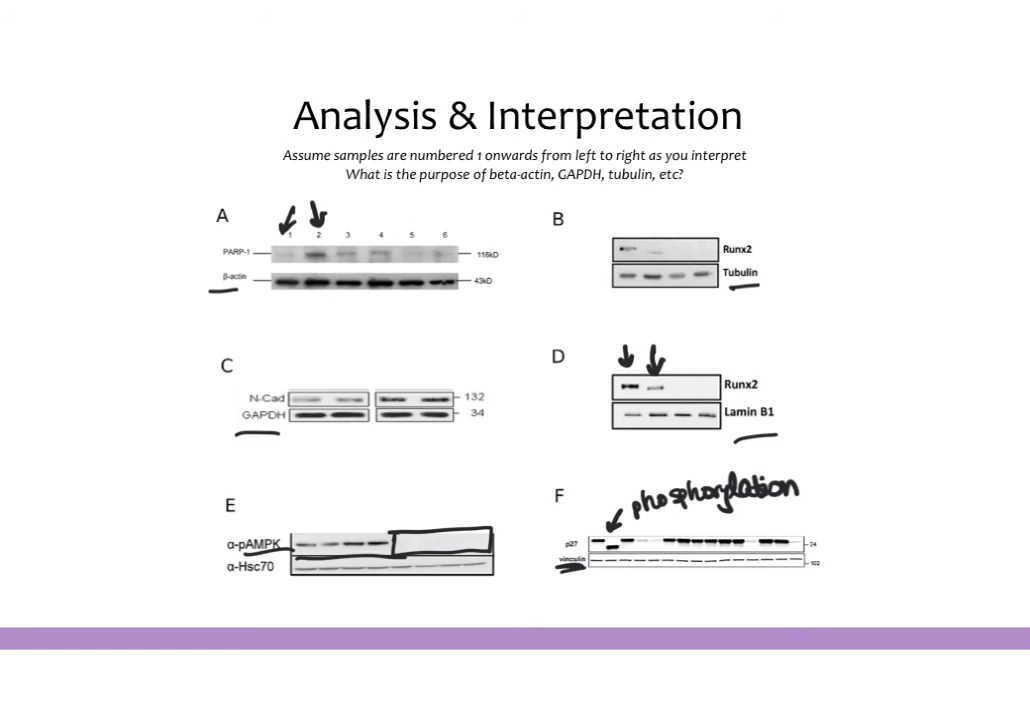 Analysis & Interpretation
Assume samples are numbered 1 onwards from left to right as you interpret
What is the purpose of beta-actin, GAPDH, tubulin, etc?
A
1 2 3 4 5 6
PARP-1 116kD
β-actin 43kD
B
Runx2
Tubulin
C
N-Cad 132
GAPDH 34
D
Runx2
Lamin B1
E
α-pAMPK
α-Hsc70
F
phosphorylation
p27 24
vinculin 102